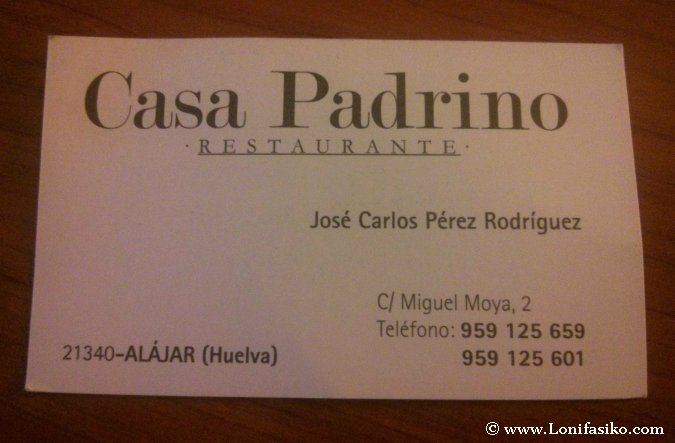 Casa Padrino
· RESTAURANTE ·
José Carlos Pérez Rodríguez
C/ Miguel Moya, 2
Teléfono: 959 125 659
959 125 601
21340-ALÁJAR (Huelva)
© www.Lonifasiko.com